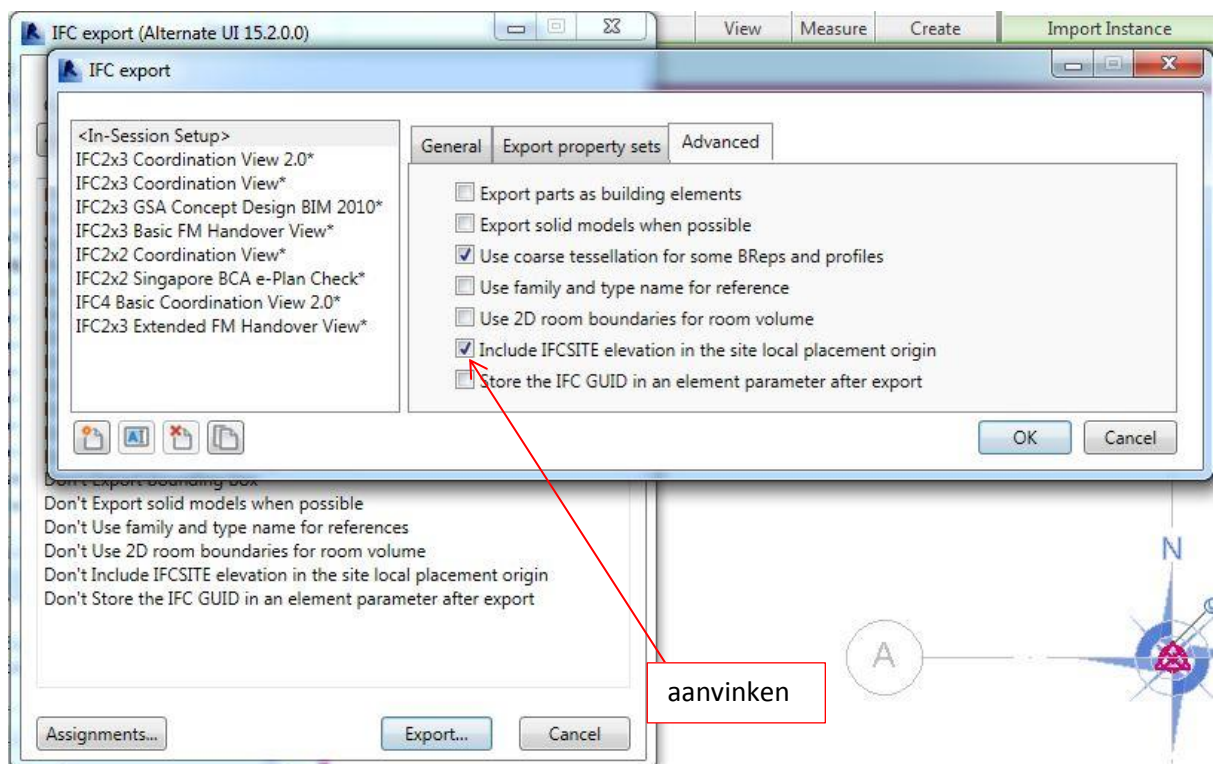 IFC export (Alternate UI 15.2.0.0)
View
Measure
Create
Import Instance
IFC export
<In-Session Setup>
IFC2x3 Coordination View 2.0*
IFC2x3 Coordination View*
IFC2x3 GSA Concept Design BIM 2010*
IFC2x3 Basic FM Handover View*
IFC2x2 Coordination View*
IFC2x2 Singapore BCA e-Plan Check*
IFC4 Basic Coordination View 2.0*
IFC2x3 Extended FM Handover View*
General
Export property sets
Advanced
Export parts as building elements
Export solid models when possible
Use coarse tessellation for some BReps and profiles
Use family and type name for reference
Use 2D room boundaries for room volume
Include IFCSITE elevation in the site local placement origin
Store the IFC GUID in an element parameter after export
OK
Cancel
Don't Export bounding box
Don't Export solid models when possible
Don't Use family and type name for references
Don't Use 2D room boundaries for room volume
Don't Include IFCSITE elevation in the site local placement origin
Don't Store the IFC GUID in an element parameter after export
N
A
aanvinken
Assignments...
Export...
Cancel